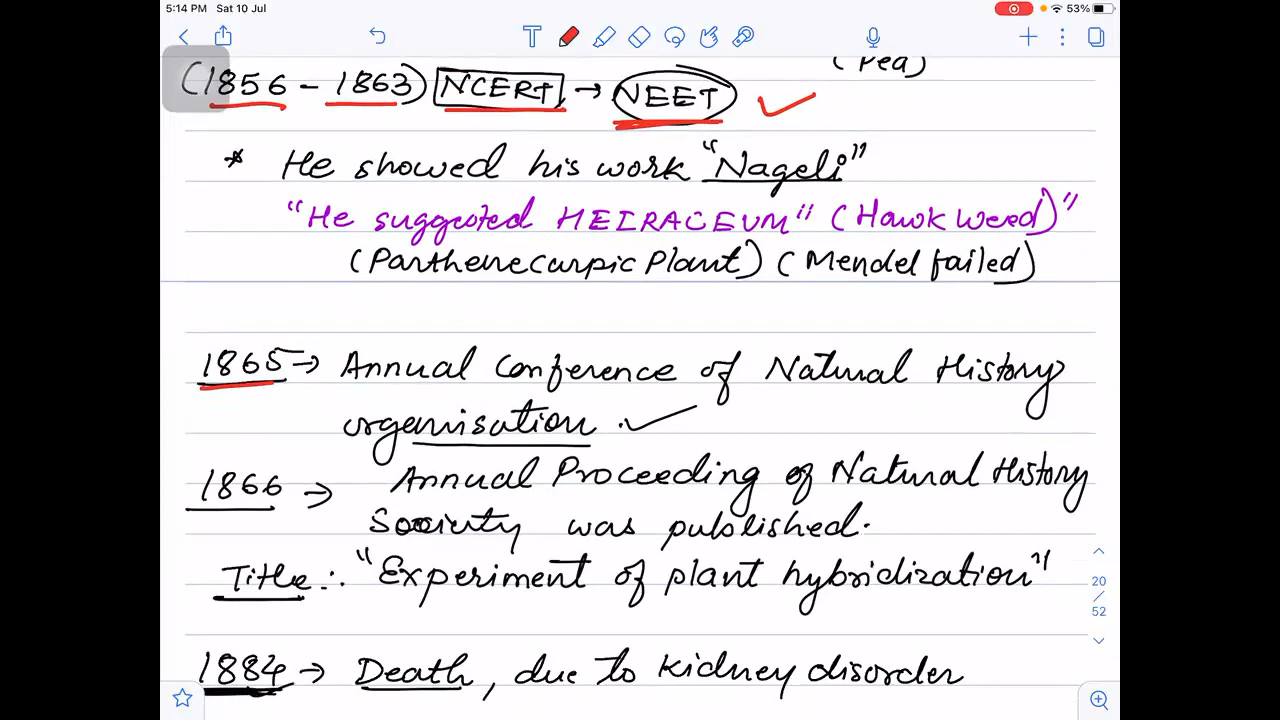 5:14 PM Sat 10 Jul
53%
(Pea)
(1856 - 1863) NCERT → NEET
* He showed his work "Nageli"
"He suggested HEIRACEUM" (Hawk Weed)"
(Parthenecarpic Plant) (Mendel failed)
1865 → Annual Conference of Natural History
organisation.
1866 → Annual Proceeding of Natural History
Society was published.
Title:. "Experiment of plant hybridization"
20
/
52
1884 → Death, due to kidney disorder